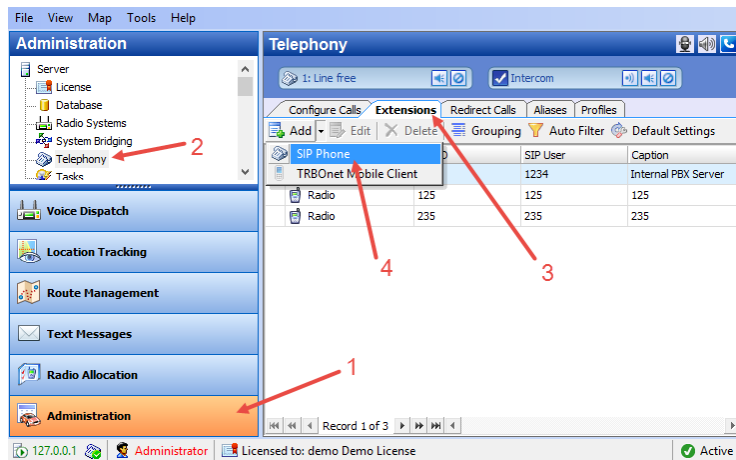 File View Map Tools Help
Administration
Server
License
Database
Radio Systems
System Bridging
Telephony
Tasks
2
Voice Dispatch
Location Tracking
Route Management
Text Messages
Radio Allocation
Administration
1
Telephony
1: Line free Intercom
Configure Calls Extensions Redirect Calls Aliases Profiles
Add Edit Delete Grouping Auto Filter Default Settings
SIP Phone SIP User Caption
TRBOnet Mobile Client 1234 Internal PBX Server
Radio 125 125 125
Radio 235 235 235
4
3
Record 1 of 3
127.0.0.1 Administrator Licensed to: demo Demo License Active